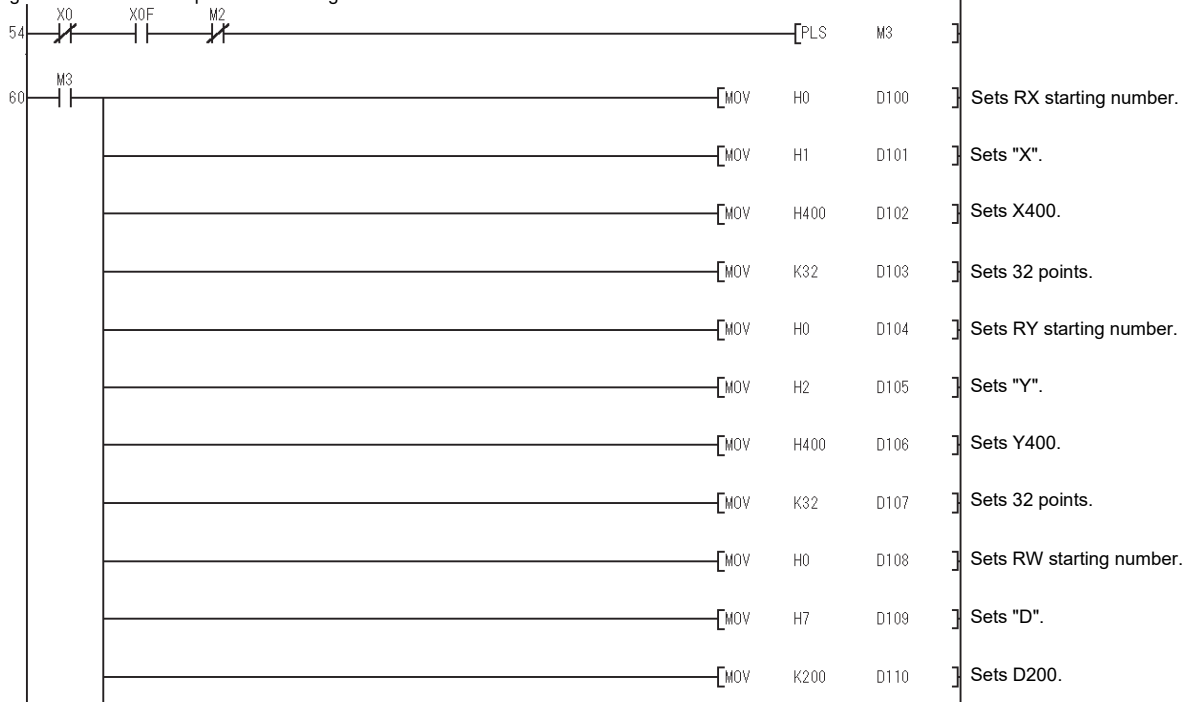 X0 X0F M2
54 PLS M3
M3
60 MOV H0 D100 Sets RX starting number.
MOV H1 D101 Sets "X".
MOV H400 D102 Sets X400.
MOV K32 D103 Sets 32 points.
MOV H0 D104 Sets RY starting number.
MOV H2 D105 Sets "Y".
MOV H400 D106 Sets Y400.
MOV K32 D107 Sets 32 points.
MOV H0 D108 Sets RW starting number.
MOV H7 D109 Sets "D".
MOV K200 D110 Sets D200.